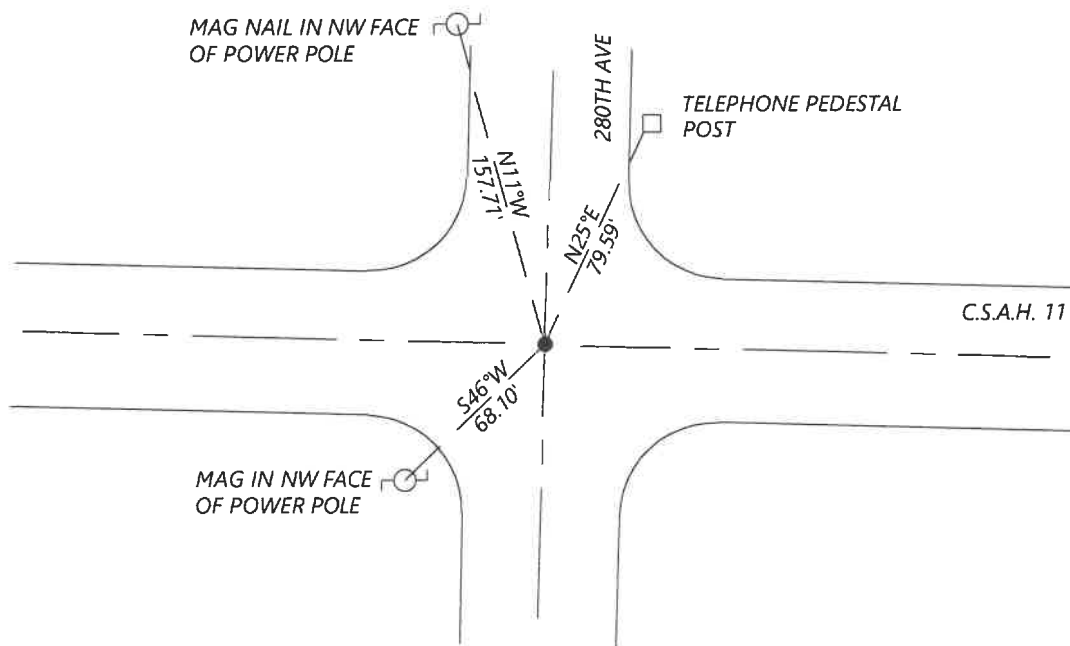 MAG NAIL IN NW FACE
OF POWER POLE
280TH AVE
TELEPHONE PEDESTAL
POST
N11°W
157.71'
N25°E
79.59'
C.S.A.H. 11
S46°W
68.10'
MAG IN NW FACE
OF POWER POLE